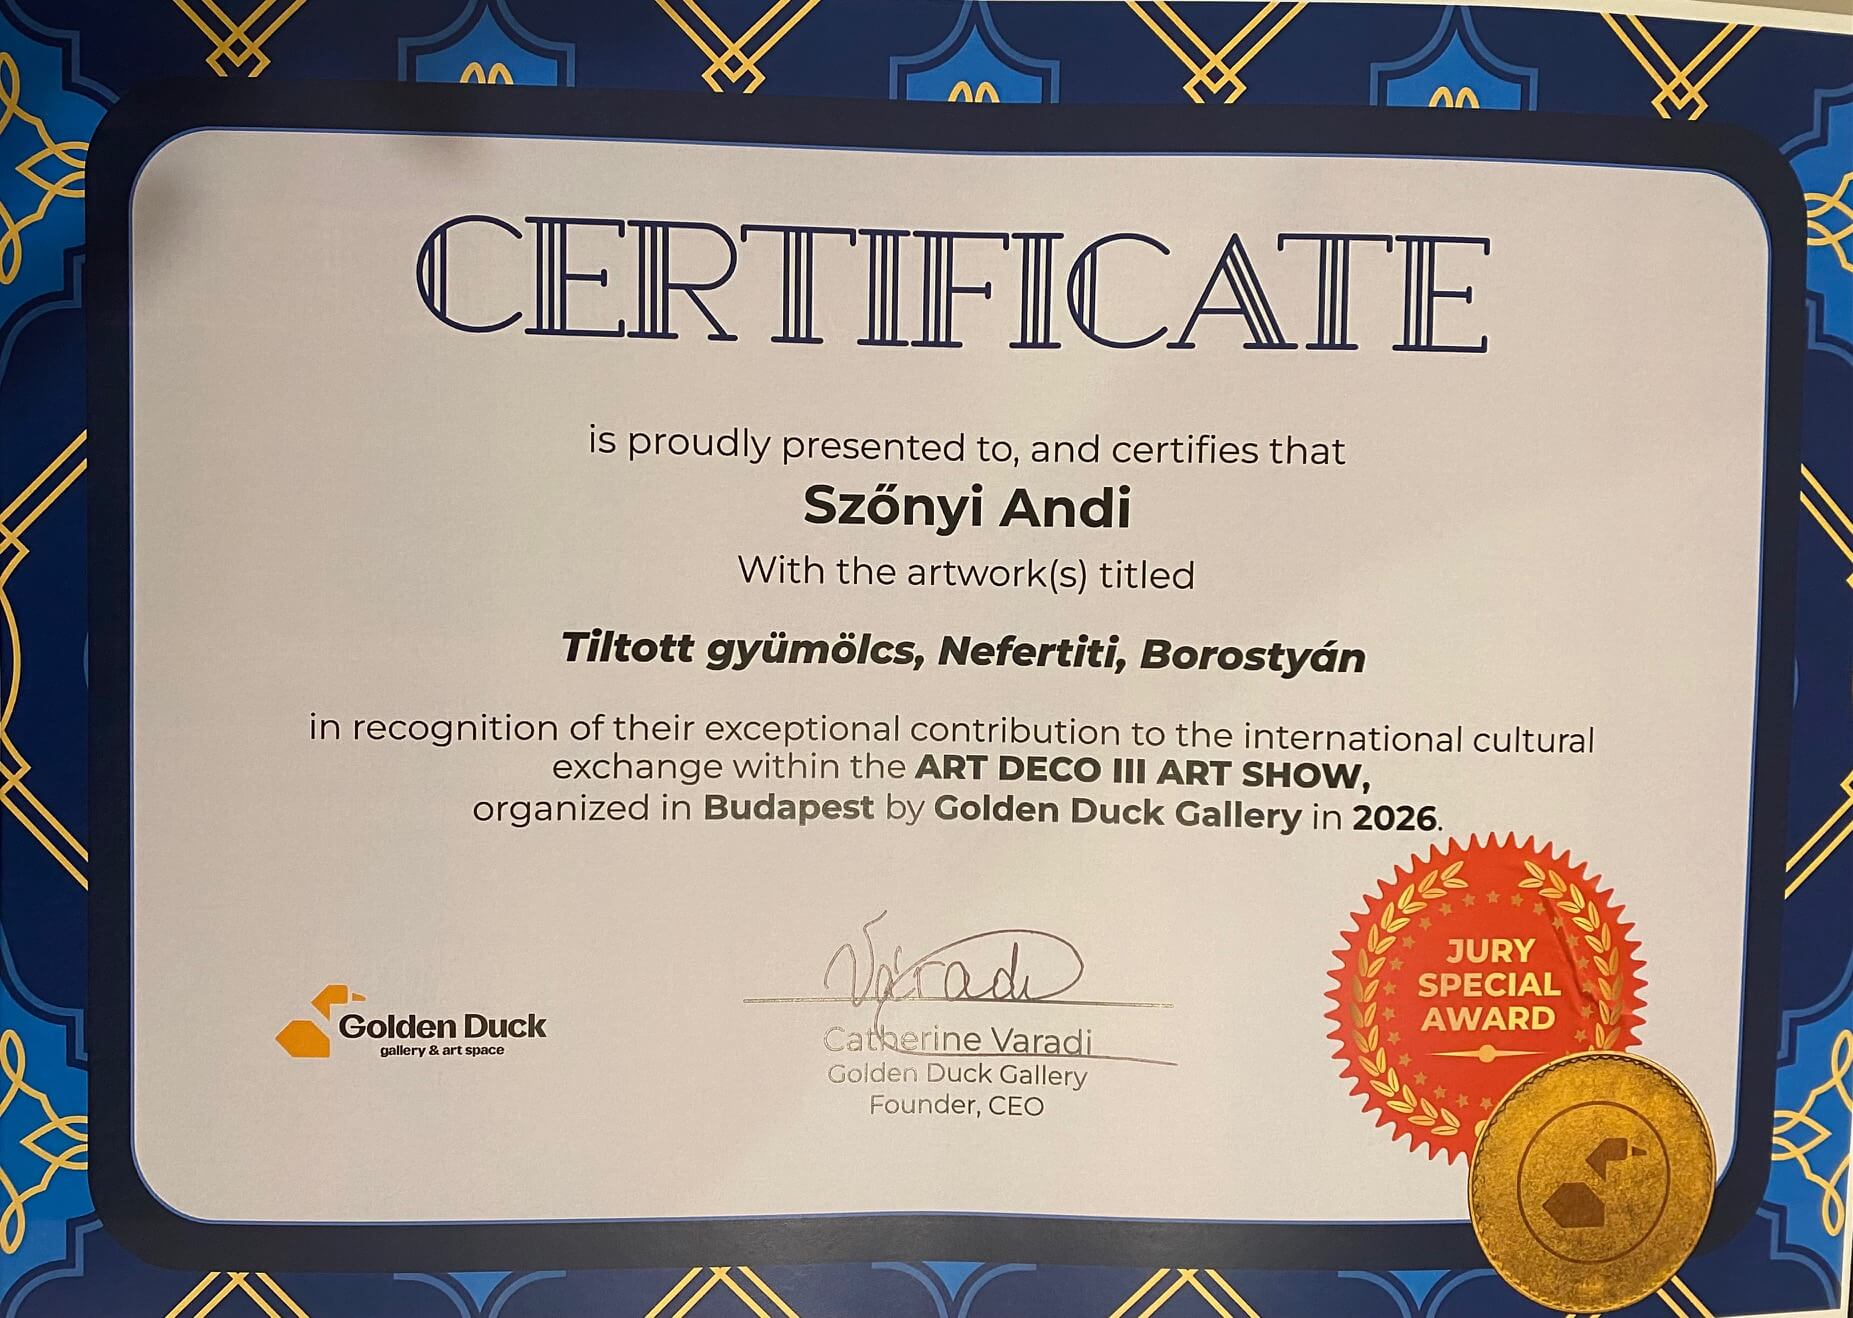 CERTIFICATE
is proudly presented to, and certifies that
Szőnyi Andi
With the artwork(s) titled
Tiltott gyümölcs, Nefertiti, Borostyán
in recognition of their exceptional contribution to the international cultural
exchange within the ART DECO III ART SHOW,
organized in Budapest by Golden Duck Gallery in 2026.
Golden Duck
gallery & art space
Váradi
Catherine Varadi
Golden Duck Gallery
Founder, CEO
JURY
SPECIAL
AWARD